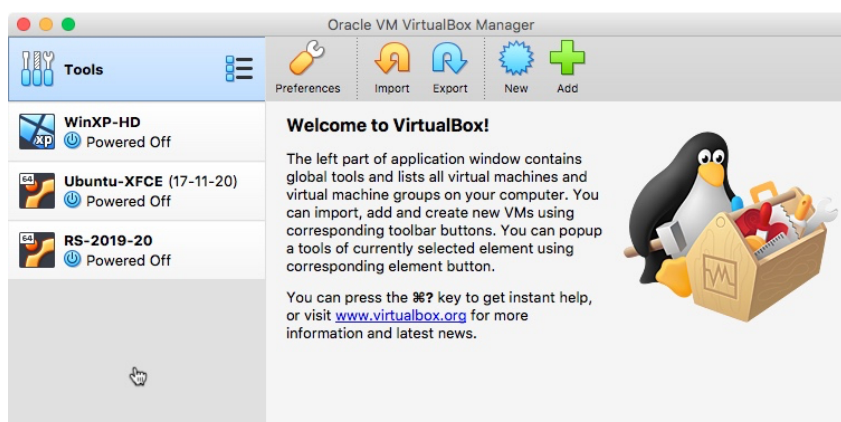 Oracle VM VirtualBox Manager
Tools
Preferences
Import
Export
New
Add
WinXP-HD
Powered Off
Ubuntu-XFCE (17-11-20)
Powered Off
RS-2019-20
Powered Off
xp
64
64
Welcome to VirtualBox!
The left part of application window contains
global tools and lists all virtual machines and
virtual machine groups on your computer. You
can import, add and create new VMs using
corresponding toolbar buttons. You can popup
a tools of currently selected element using
corresponding element button.
You can press the ⌘? key to get instant help,
or visit www.virtualbox.org for more
information and latest news.